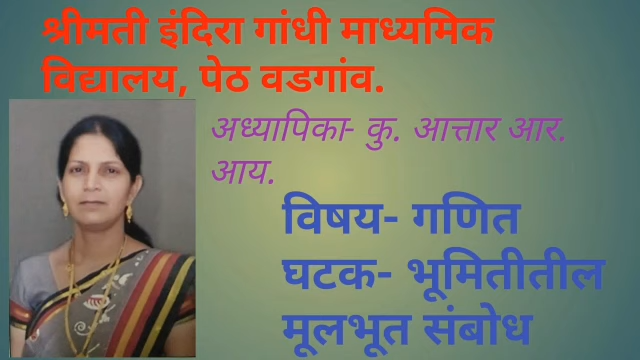 श्रीमती इंदिरा गांधी माध्यमिक
विद्यालय, पेठ वडगांव.
अध्यापिका- कु. आत्तार आर.
आय.
विषय- गणित
घटक- भूमितीतील
मूलभूत संबोध